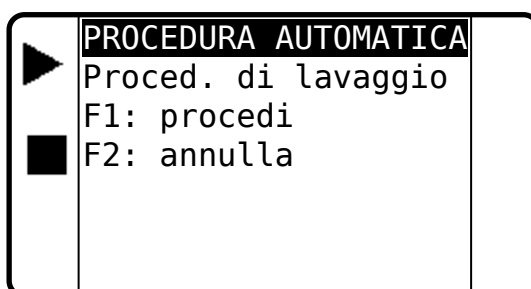 PROCEDURA AUTOMATICA
Proced. di lavaggio
F1: procedi
F2: annulla